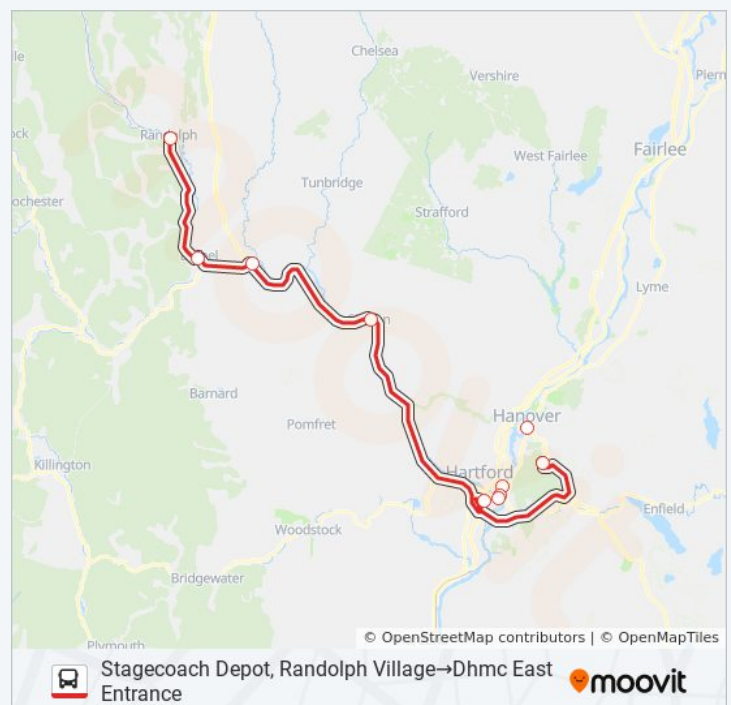 Chelsea
Vershire
Randolph
West Fairlee
Fairlee
Tunbridge
Strafford
Lyme
Barnard
Pomfret
Hanover
Killington
Hartford
Enfield
Woodstock
Bridgewater
Plymouth
© OpenStreetMap contributors | © OpenMapTiles
Stagecoach Depot, Randolph Village→Dhmc East
Entrance
moovit